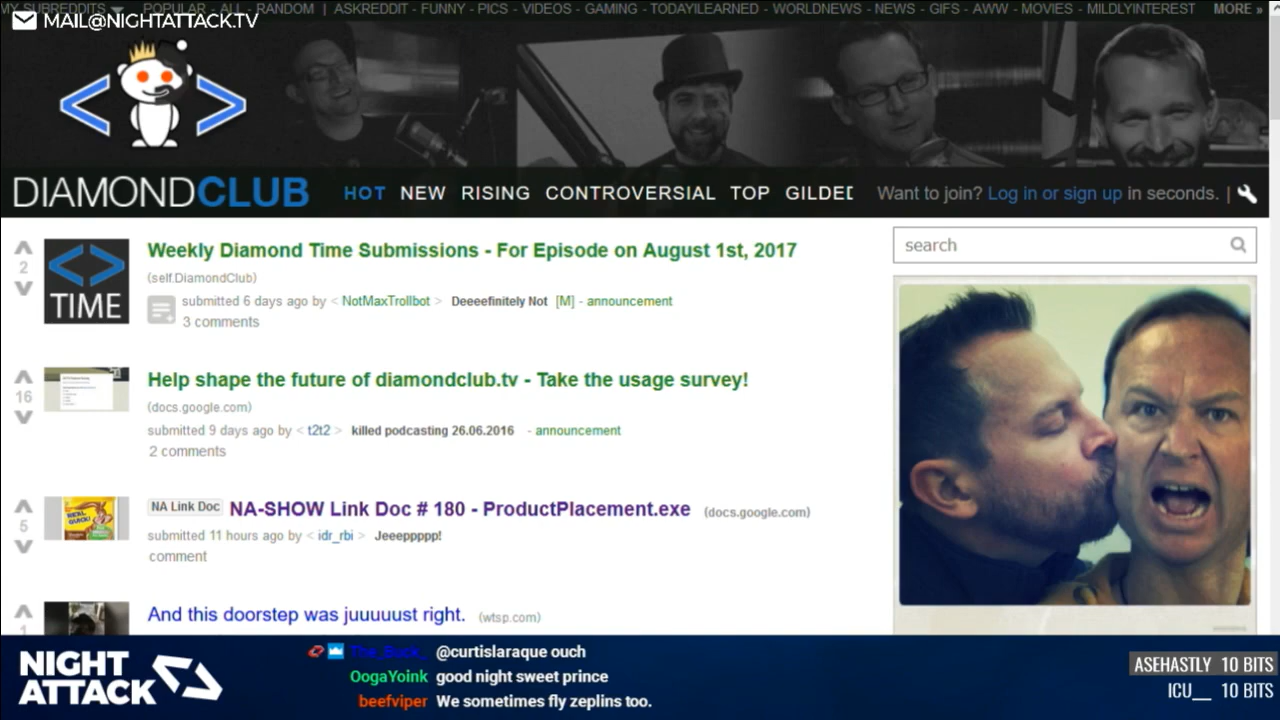 MY SUBREDDITS POPULAR - ALL - RANDOM | ASKREDDIT - FUNNY - PICS - VIDEOS - GAMING - TODAYILEARNED - WORLDNEWS - NEWS - GIFS - AWW - MOVIES - MILDLYINTEREST MORE »
MAIL@NIGHTATTACK.TV
DIAMONDCLUB HOT NEW RISING CONTROVERSIAL TOP GILDED Want to join? Log in or sign up in seconds. |
search
Weekly Diamond Time Submissions - For Episode on August 1st, 2017
(self.DiamondClub)
2
TIME
submitted 6 days ago by < NotMaxTrollbot > Deeeefinitely Not [M] - announcement
3 comments
Help shape the future of diamondclub.tv - Take the usage survey!
16
(docs.google.com)
submitted 9 days ago by < t2t2 > killed podcasting 26.06.2016 - announcement
2 comments
NA Link Doc NA-SHOW Link Doc # 180 - ProductPlacement.exe (docs.google.com)
5
REAL QUICK!
submitted 11 hours ago by < idr_rbi > Jeeeppppp!
comment
And this doorstep was juuuuust right. (wtsp.com)
1
NIGHT
ATTACK
The_Buck_ @curtislaraque ouch
OogaYoink good night sweet prince
beefviper We sometimes fly zeplins too.
ASEHASTLY 10 BITS
ICU__ 10 BITS